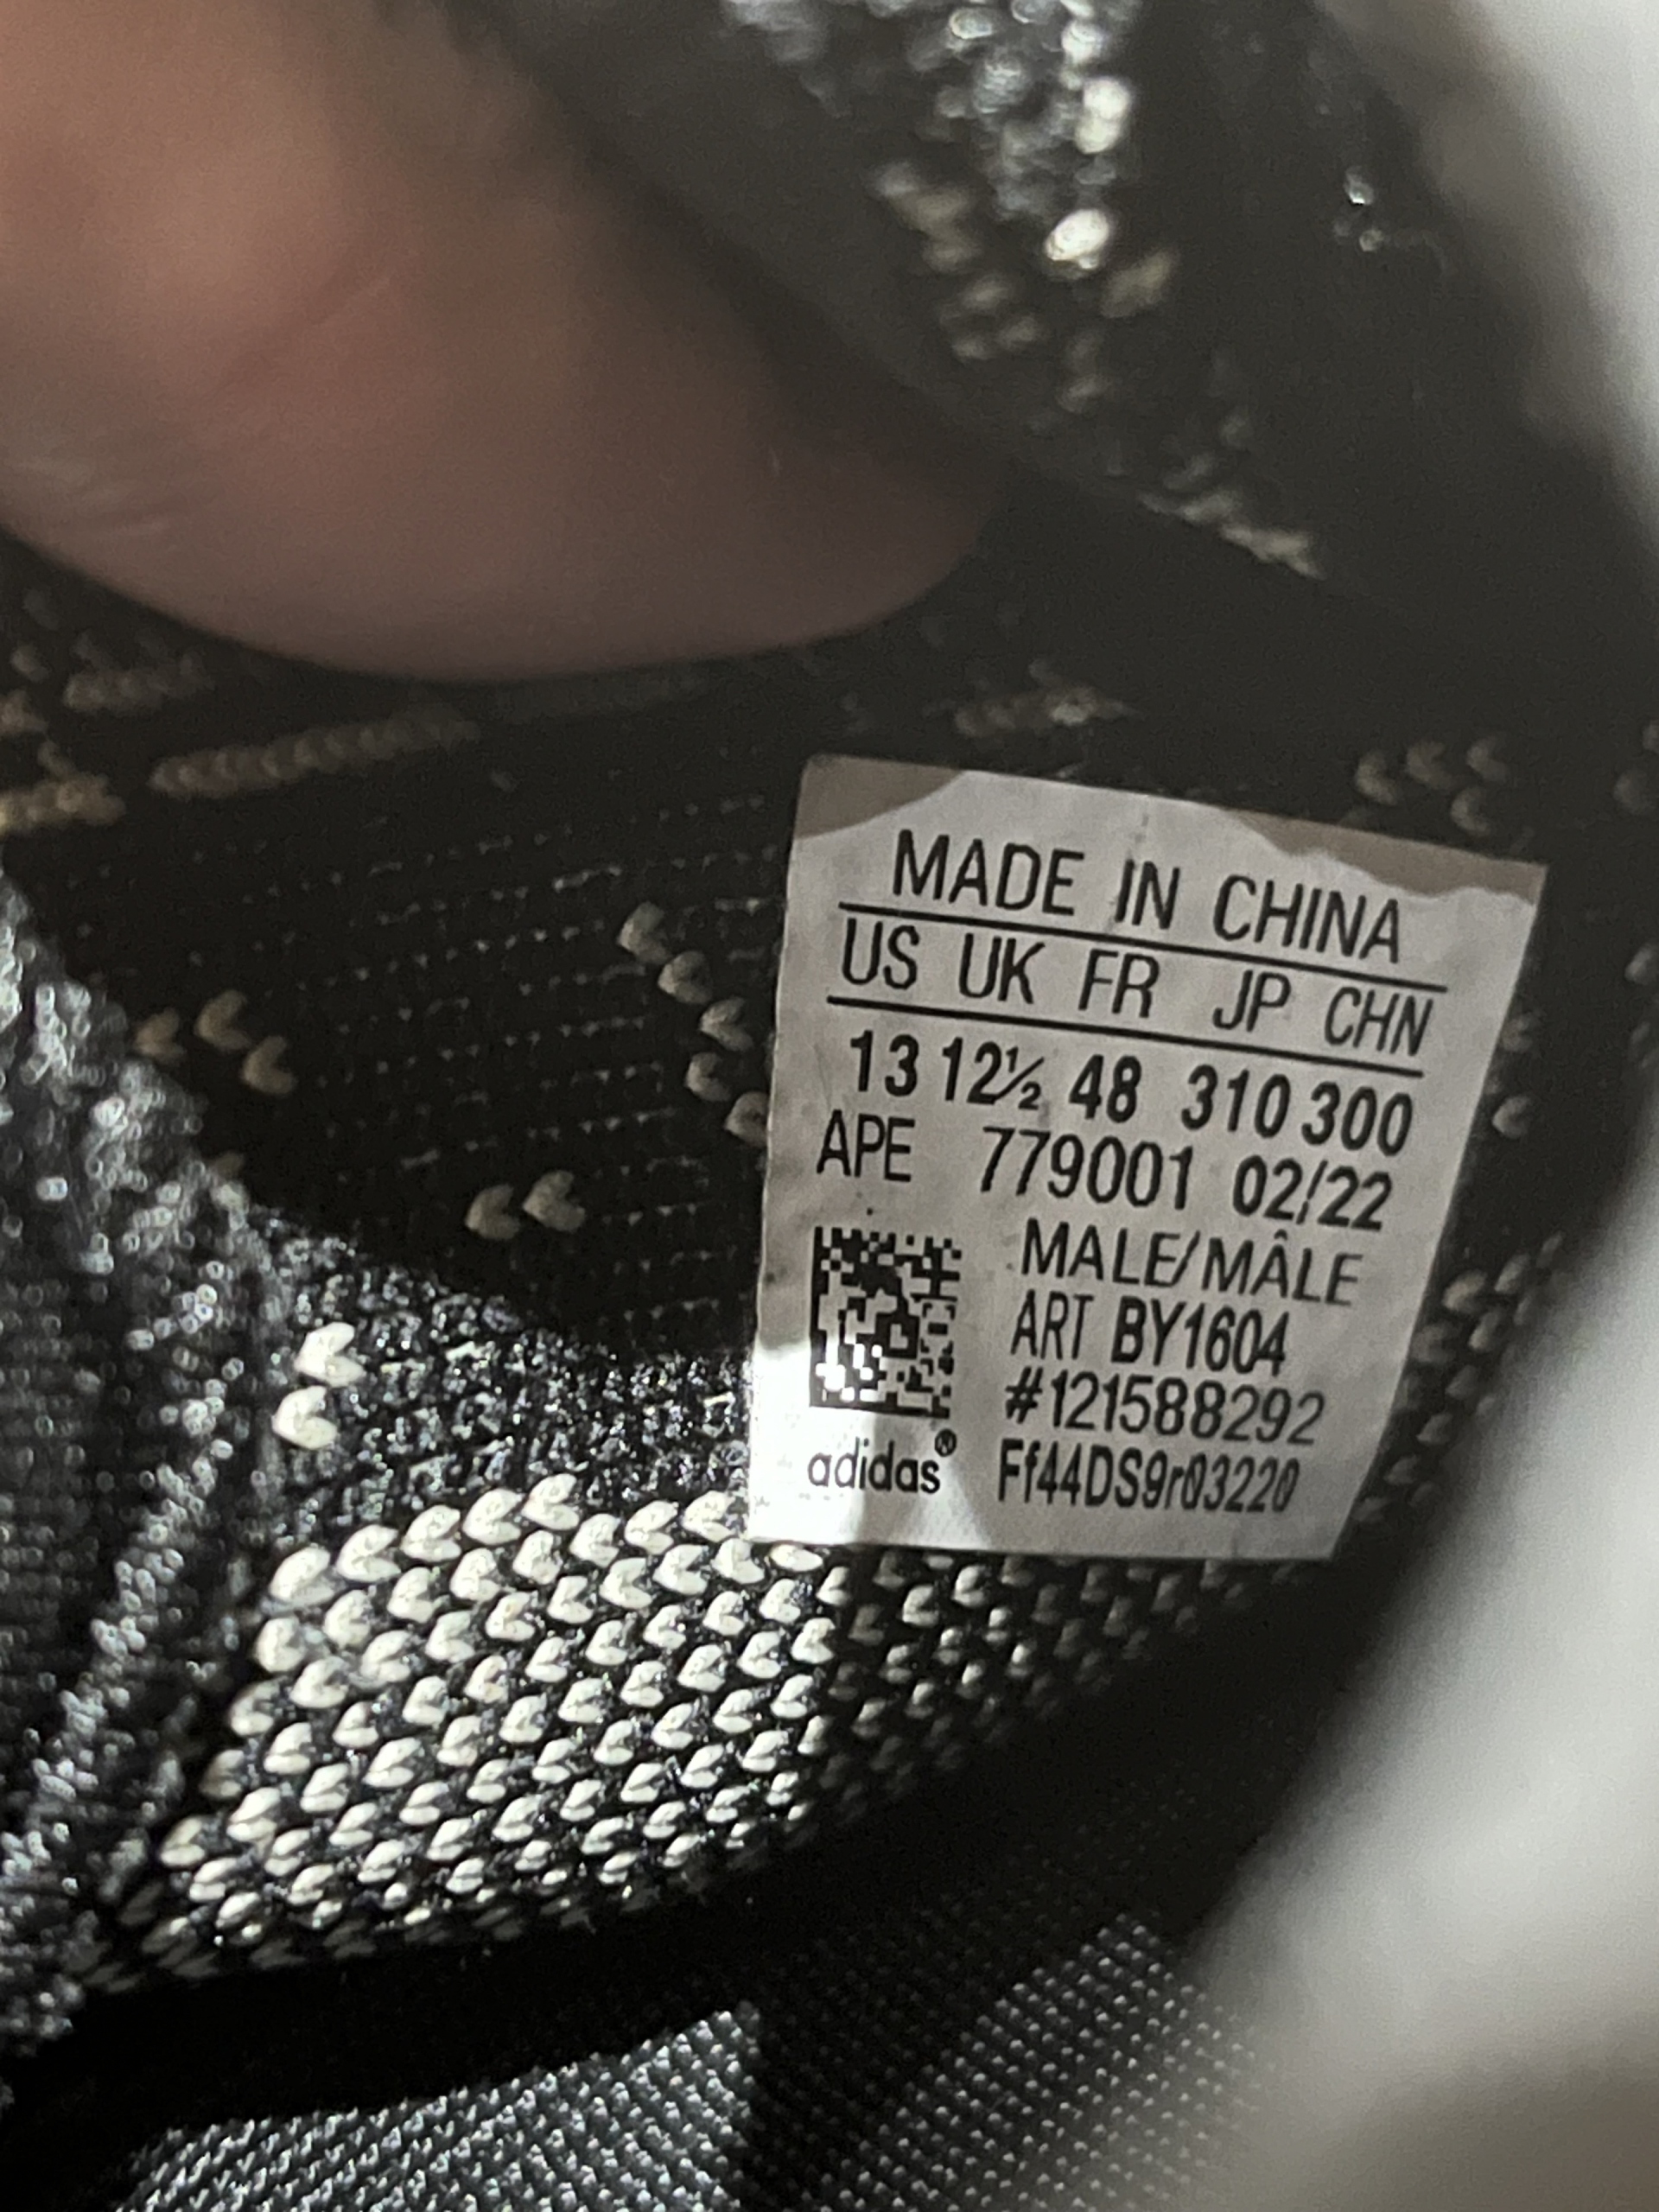 MADE IN CHINA
US UK FR JP CHN
13 12½ 48 310 300
APE 779001 02/22
MALE/MÂLE
ART BY1604
#121588292
adidas® Ff44DS9r03220